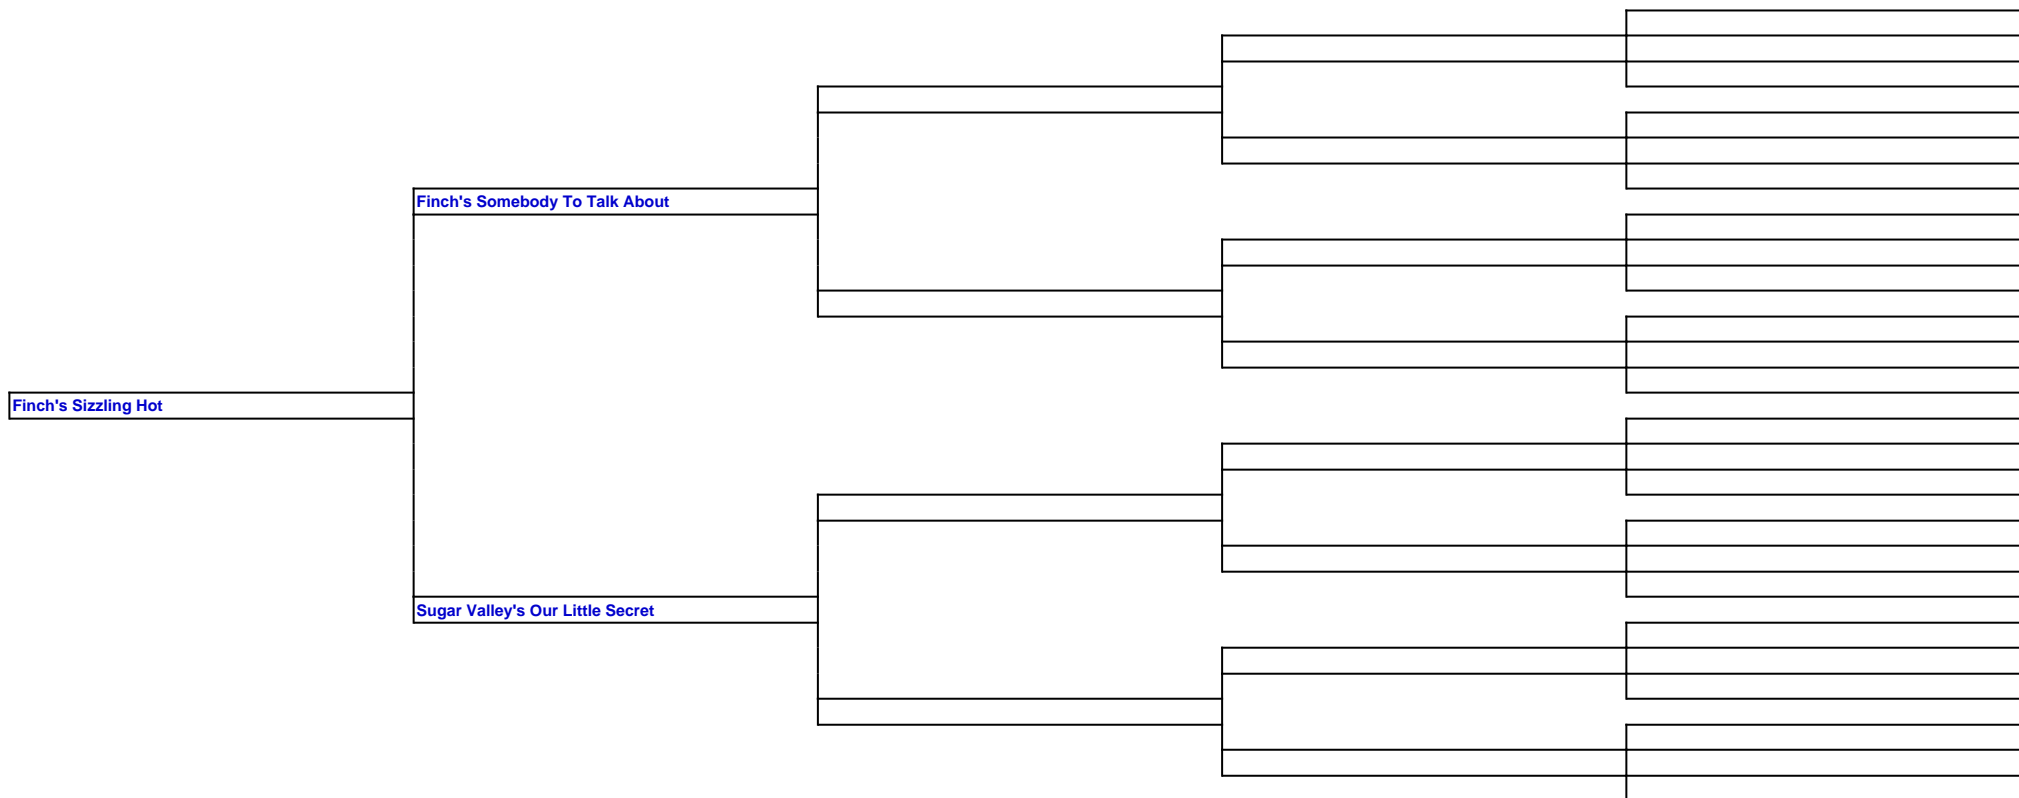 Finch's Somebody To Talk About
Finch's Sizzling Hot
Sugar Valley's Our Little Secret